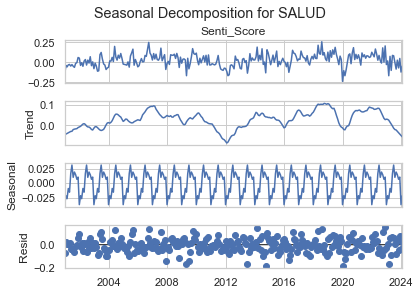 Seasonal Decomposition for SALUD
Senti_Score
0.25
0.00
−0.25
Trend
0.1
0.0
Seasonal
0.025
0.000
−0.025
Resid
0.0
−0.2
2004 2008 2012 2016 2020 2024